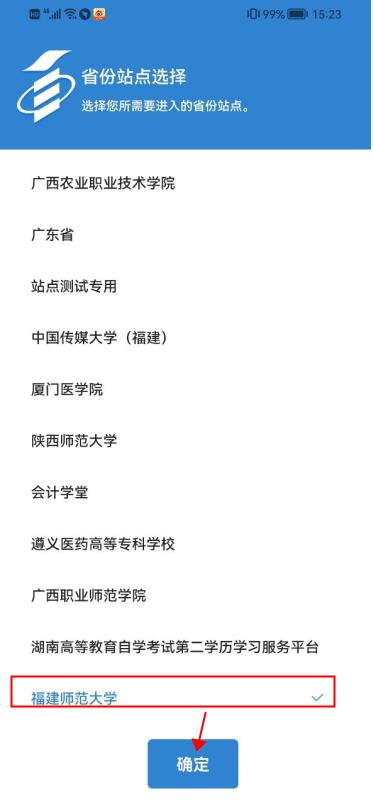 HD 4G 99% 15:23
省份站点选择
选择您所需要进入的省份站点。
广西农业职业技术学院
广东省
站点测试专用
中国传媒大学（福建）
厦门医学院
陕西师范大学
会计学堂
遵义医药高等专科学校
广西职业师范学院
湖南高等教育自学考试第二学历学习服务平台
福建师范大学
确定